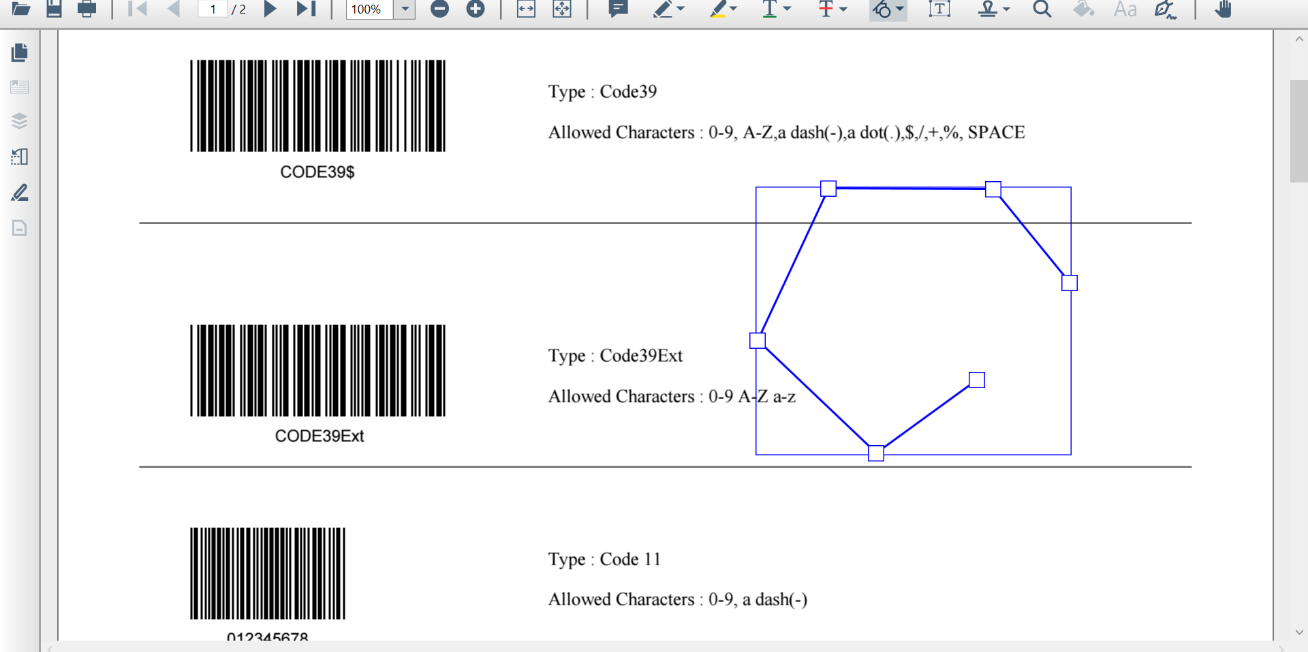 1 / 2
100%
T
T
T
Aa
Type : Code39
Allowed Characters : 0-9, A-Z,a dash(-),a dot(.),$,/,+,%, SPACE
CODE39$
Type : Code39Ext
Allowed Characters : 0-9 A-Z a-z
CODE39Ext
Type : Code 11
Allowed Characters : 0-9, a dash(-)
012345678